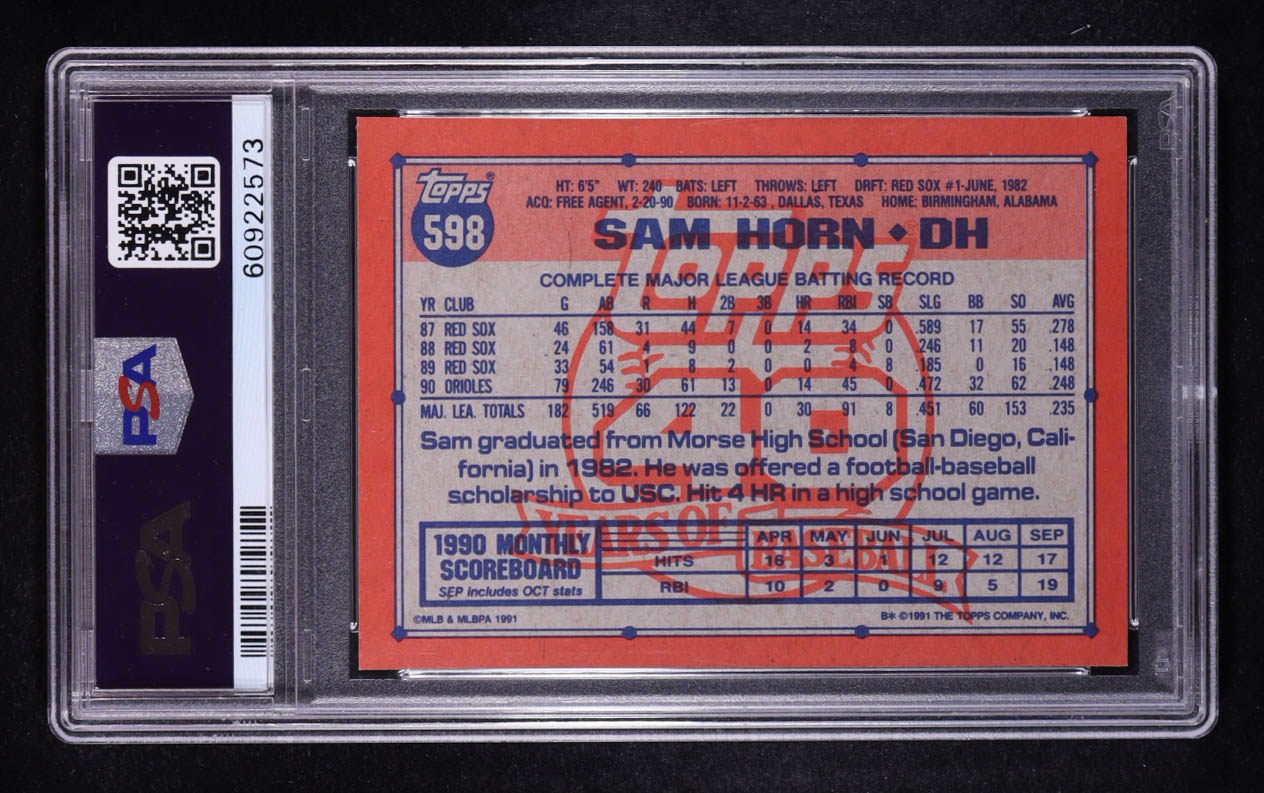 60922573
PSA
PSA
PSA
Topps®
598
HT: 6'5" WT: 240 BATS: LEFT THROWS: LEFT DRFT: RED SOX #1-JUNE, 1982
ACQ: FREE AGENT, 2-20-90 BORN: 11-2-63 , DALLAS, TEXAS HOME: BIRMINGHAM, ALABAMA
SAM HORN ◆ DH
COMPLETE MAJOR LEAGUE BATTING RECORD
YR CLUB G AB R H 2B 3B HR RBI SB SLG BB SO AVG
87 RED SOX 46 158 31 44 7 0 14 34 0 .589 17 55 .278
88 RED SOX 24 61 4 9 0 0 2 8 0 .246 11 20 .148
89 RED SOX 33 54 1 8 2 0 0 4 8 .185 0 16 .148
90 ORIOLES 79 246 30 61 13 0 14 45 0 .472 32 62 .248
MAJ. LEA. TOTALS 182 519 66 122 22 0 30 91 8 .451 60 153 .235
Sam graduated from Morse High School (San Diego, Cali-
fornia) in 1982. He was offered a football-baseball
scholarship to USC. Hit 4 HR in a high school game.
Topps
40
YEARS OF BASEBALL
1990 MONTHLY
SCOREBOARD
SEP includes OCT stats
APR MAY JUN JUL AUG SEP
HITS 16 3 1 12 12 17
RBI 10 2 0 9 5 19
©MLB & MLBPA 1991
B* ©1991 THE TOPPS COMPANY, INC.